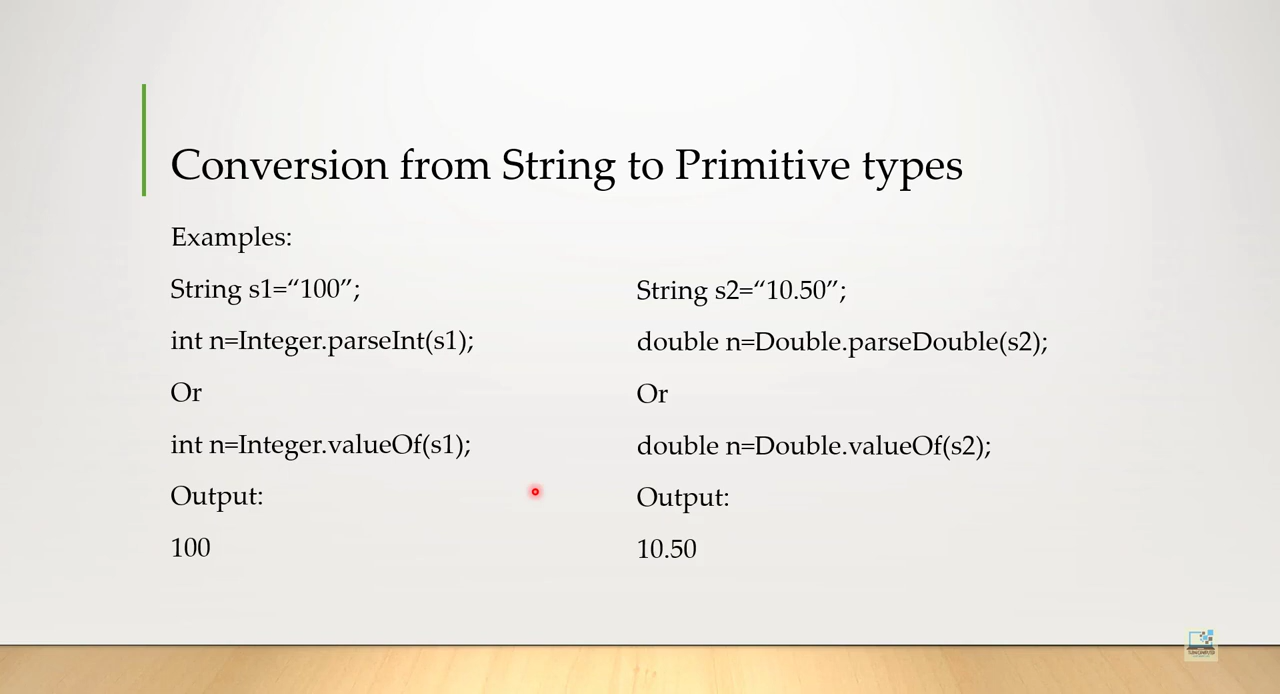 Conversion from String to Primitive types
Examples:
String s1=“100”;
int n=Integer.parseInt(s1);
Or
int n=Integer.valueOf(s1);
Output:
100
String s2=“10.50”;
double n=Double.parseDouble(s2);
Or
double n=Double.valueOf(s2);
Output:
10.50